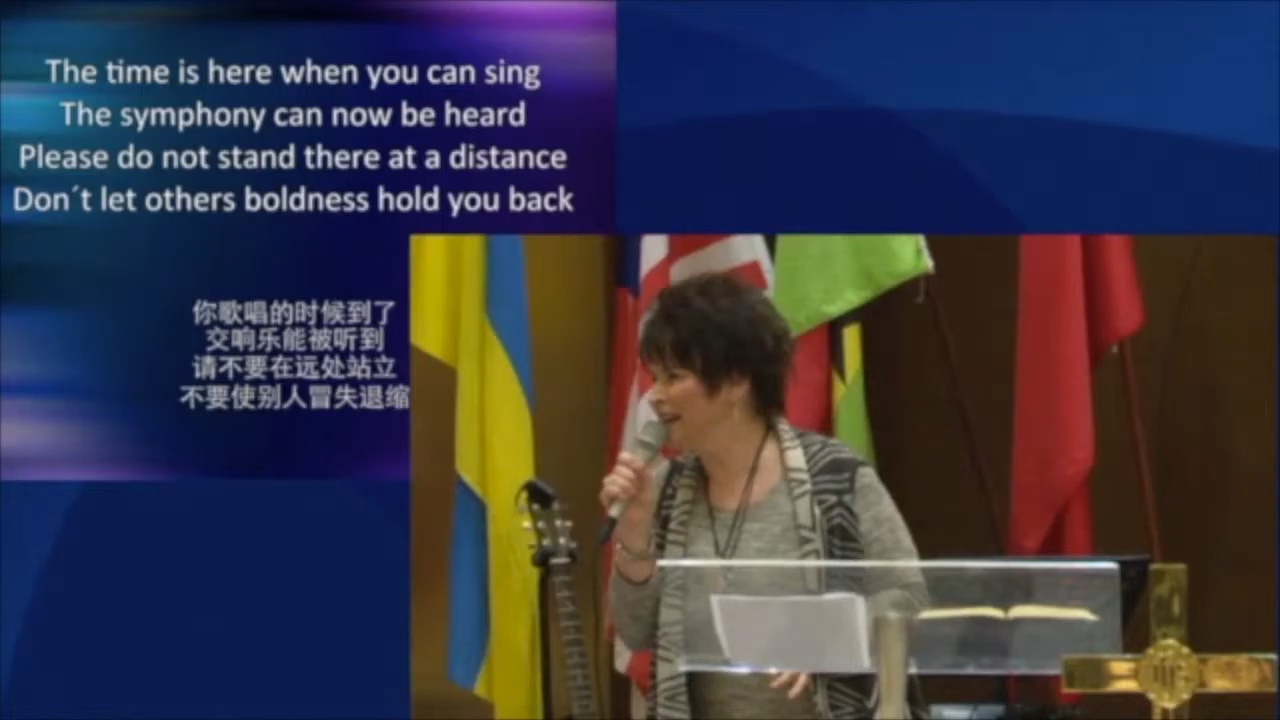 The time is here when you can sing
The symphony can now be heard
Please do not stand there at a distance
Don´t let others boldness hold you back
你歌唱的时候到了
交响乐能被听到
请不要在远处站立
不要使别人冒失退缩